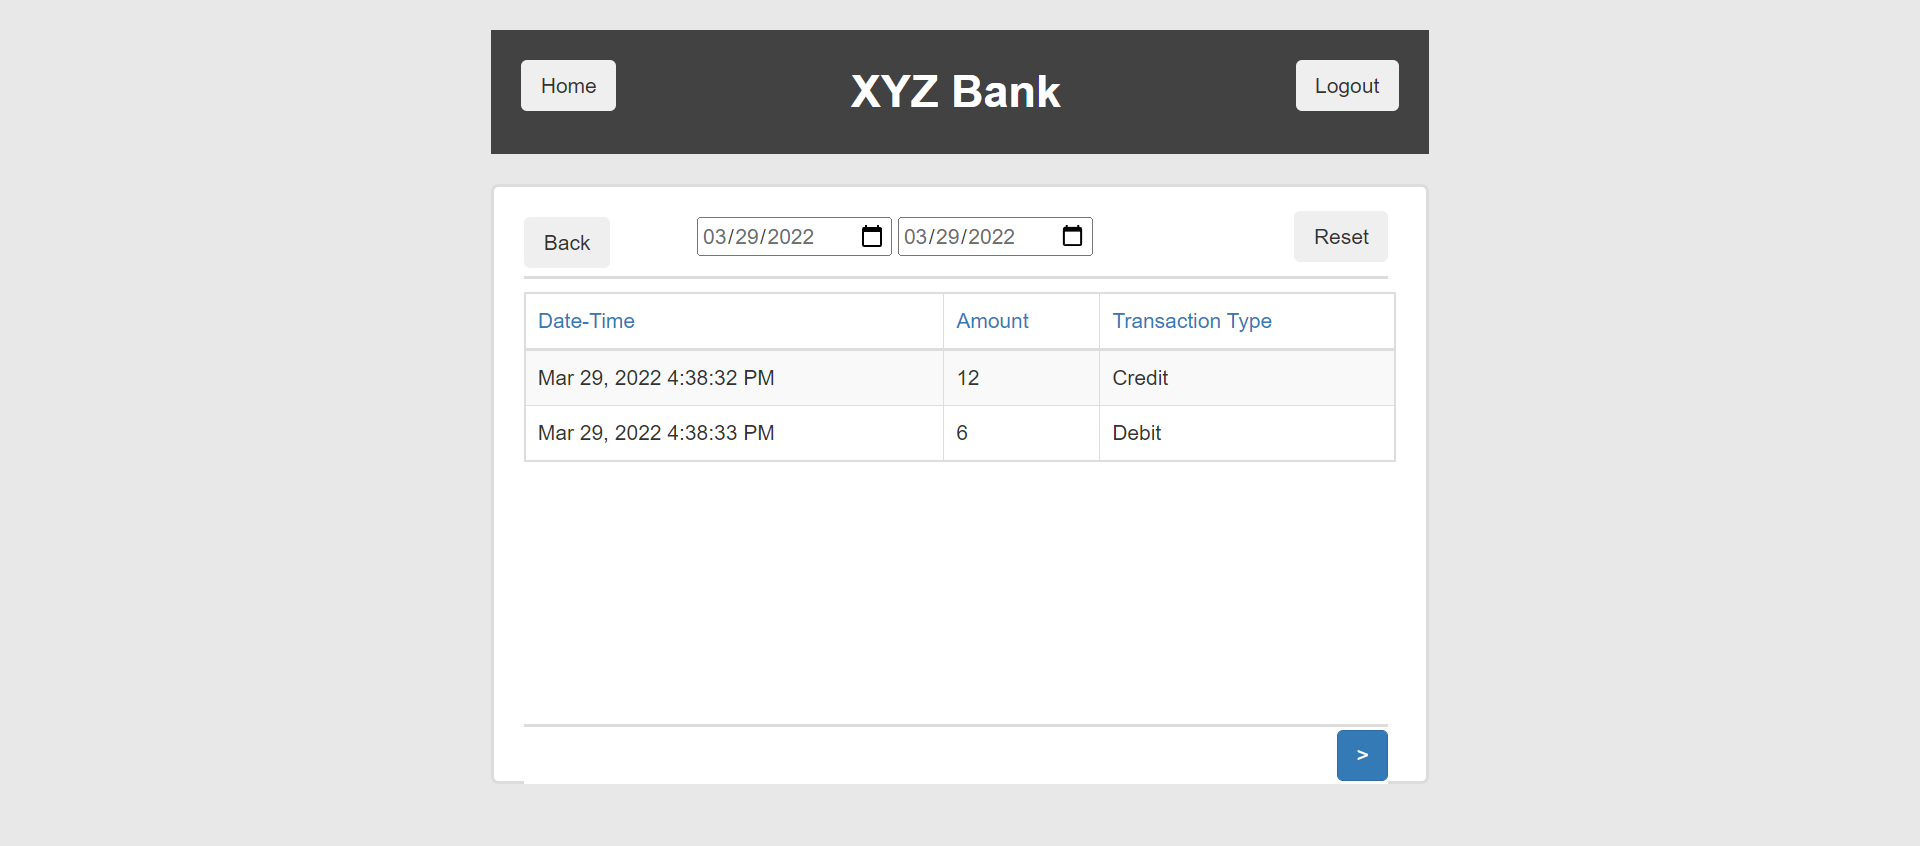 Home XYZ Bank Logout
Back 03/29/2022 03/29/2022 Reset
Date-Time Amount Transaction Type
Mar 29, 2022 4:38:32 PM 12 Credit
Mar 29, 2022 4:38:33 PM 6 Debit
>